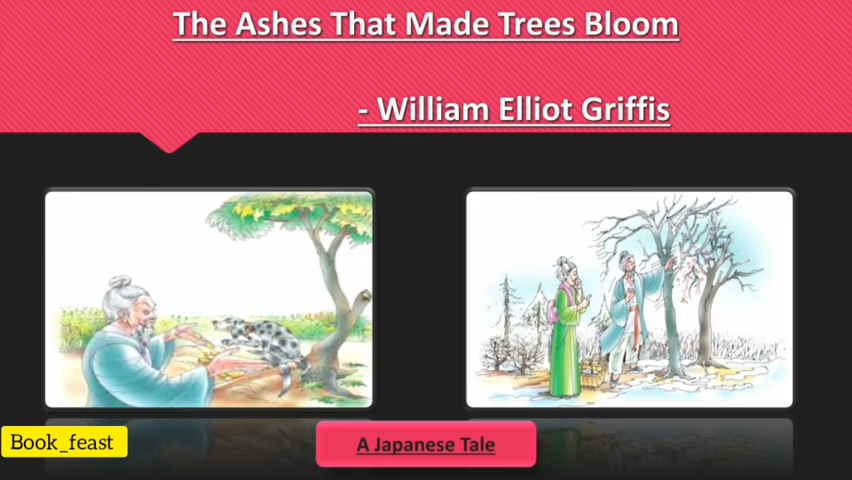 The Ashes That Made Trees Bloom
- William Elliot Griffis
Book_feast
A Japanese Tale